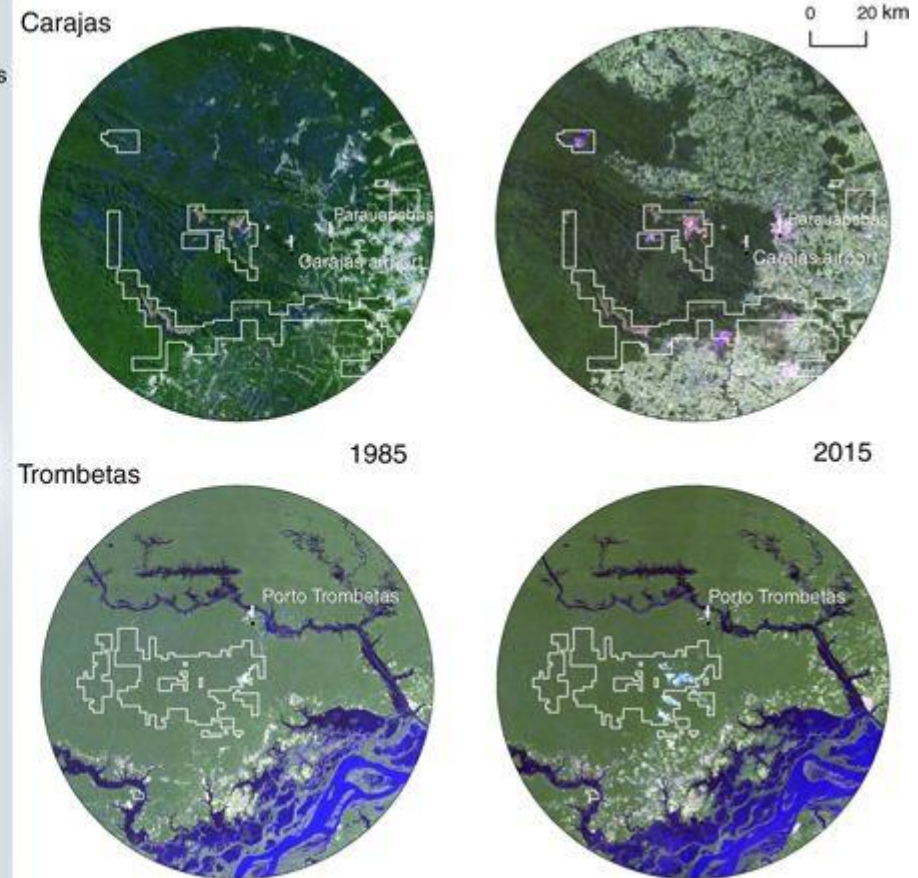 Carajas
0 20 km
s
Parauapebas
Carajas airport
Parauapebas
Carajas airport
1985
2015
Trombetas
Porto Trombetas
Porto Trombetas